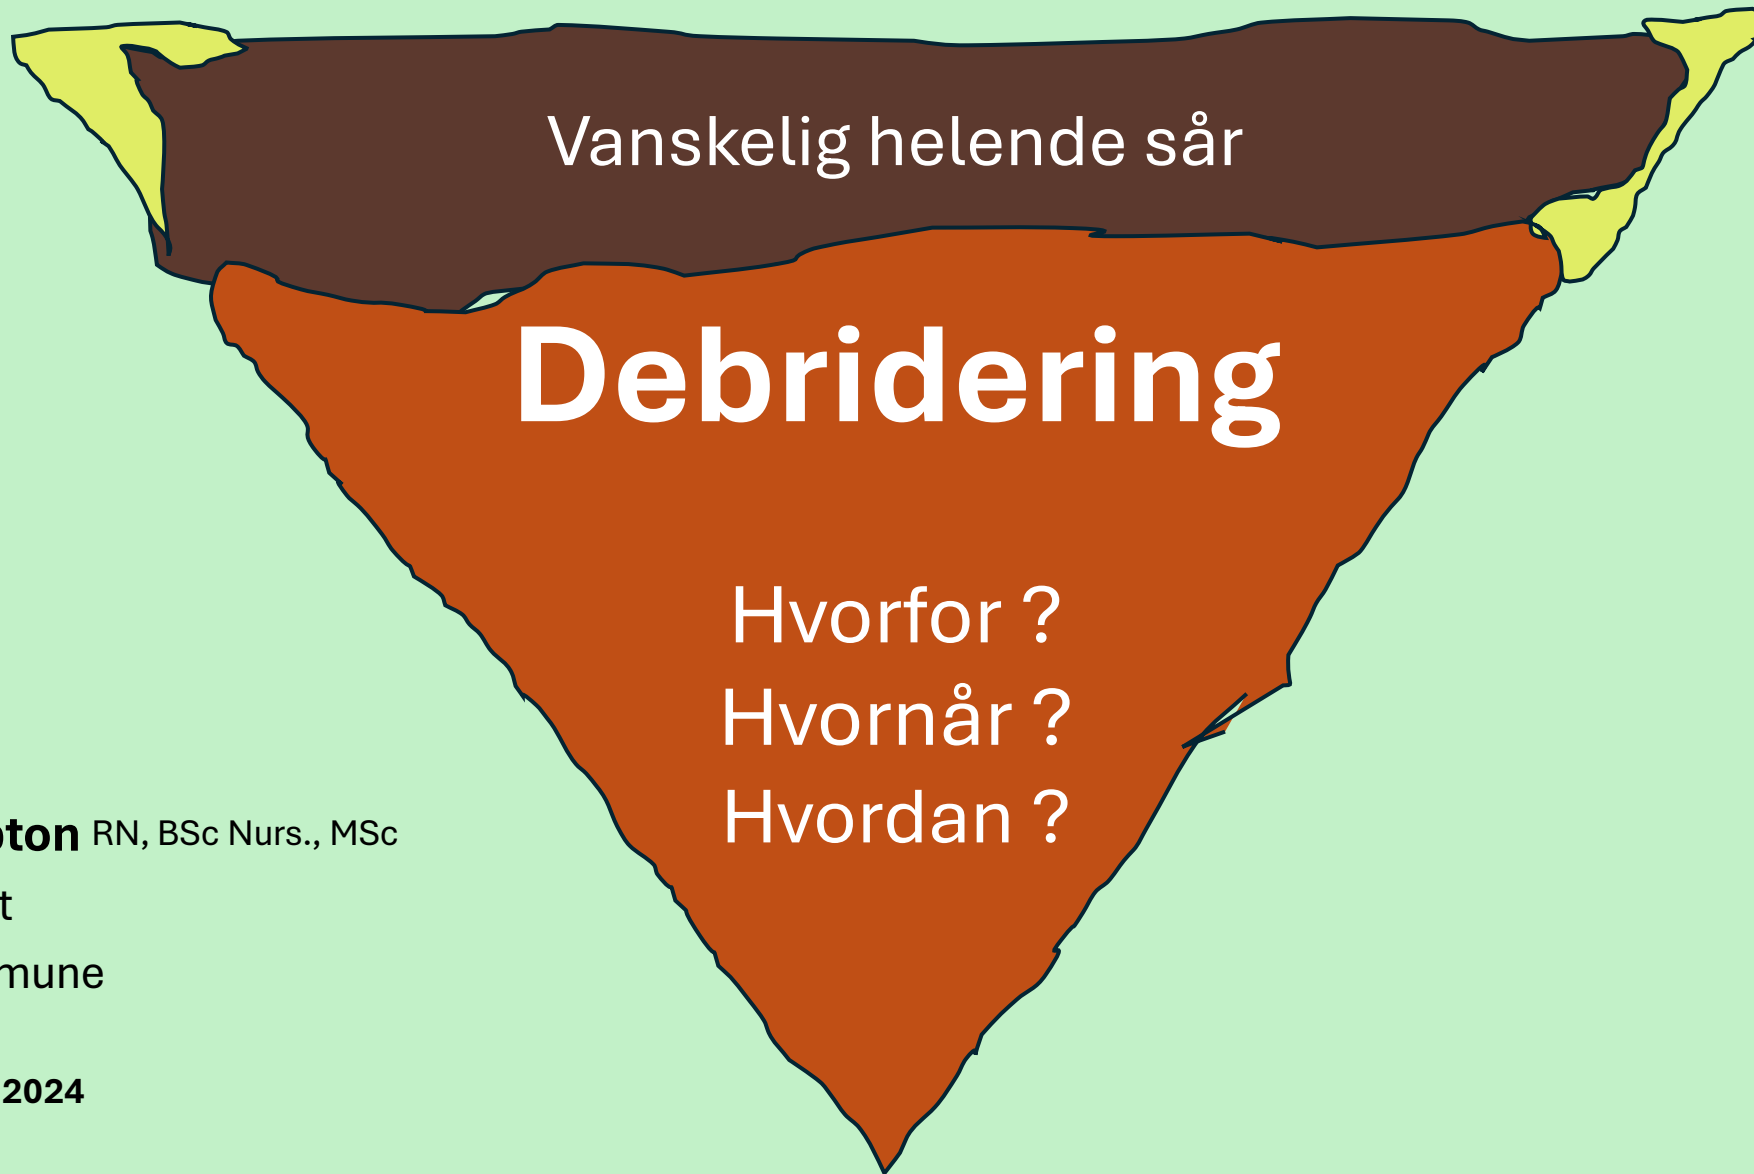 Vanskelig helende sår
Debridering
Hvorfor ?
Hvornår ?
Hvordan ?
RN, BSc Nurs., MSc
2024